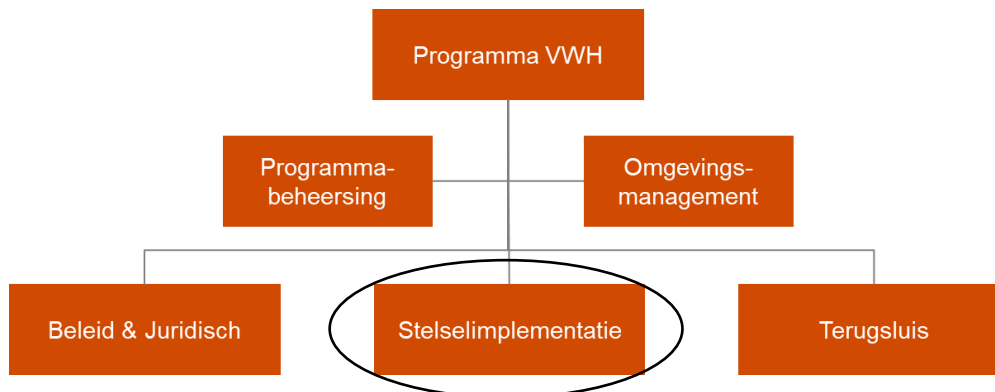 Programma VWH
Programma-
beheersing
Omgevings-
management
Beleid & Juridisch
Stelselimplementatie
Terugsluis